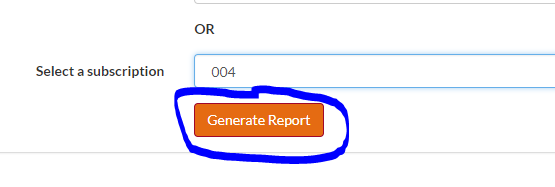 OR
Select a subscription 004
Generate Report